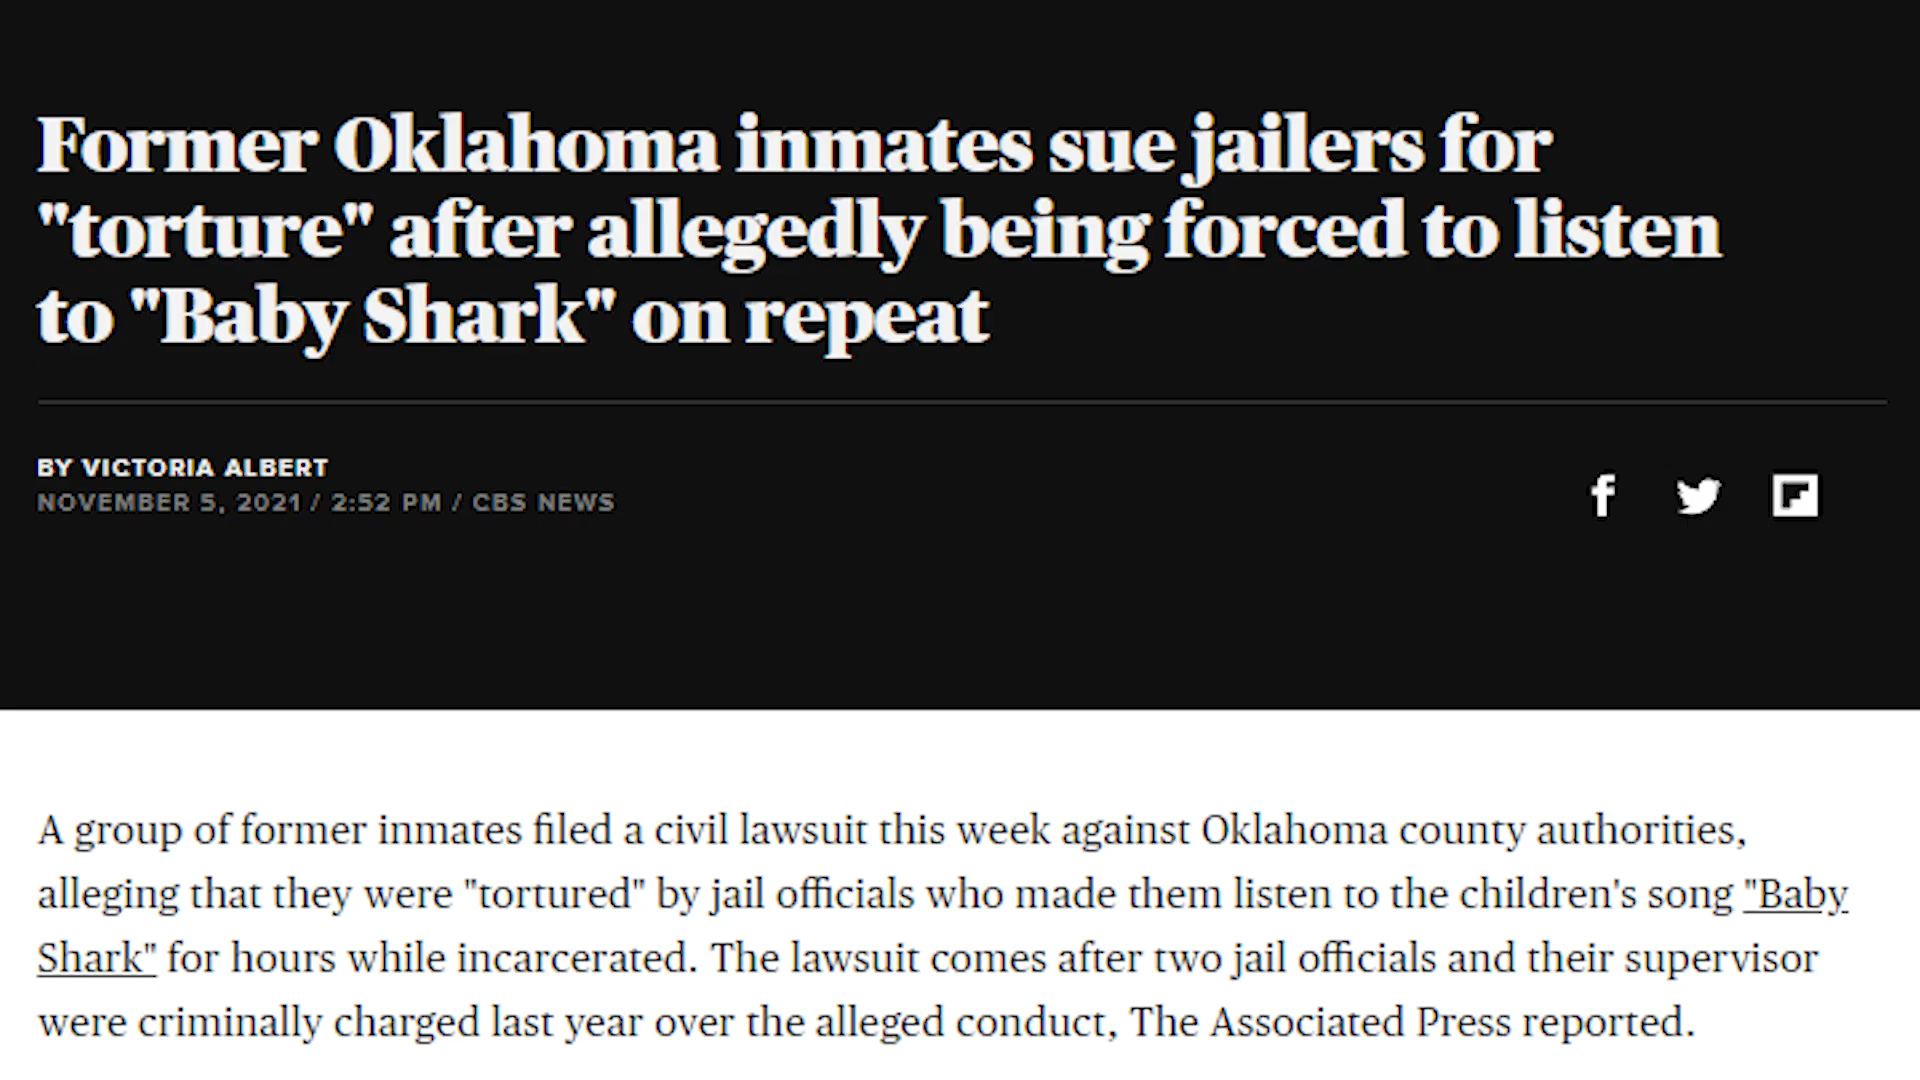 Former Oklahoma inmates sue jailers for
"torture" after allegedly being forced to listen
to "Baby Shark" on repeat
BY VICTORIA ALBERT
NOVEMBER 5, 2021 / 2:52 PM / CBS NEWS
A group of former inmates filed a civil lawsuit this week against Oklahoma county authorities,
alleging that they were "tortured" by jail officials who made them listen to the children's song "Baby
Shark" for hours while incarcerated. The lawsuit comes after two jail officials and their supervisor
were criminally charged last year over the alleged conduct, The Associated Press reported.